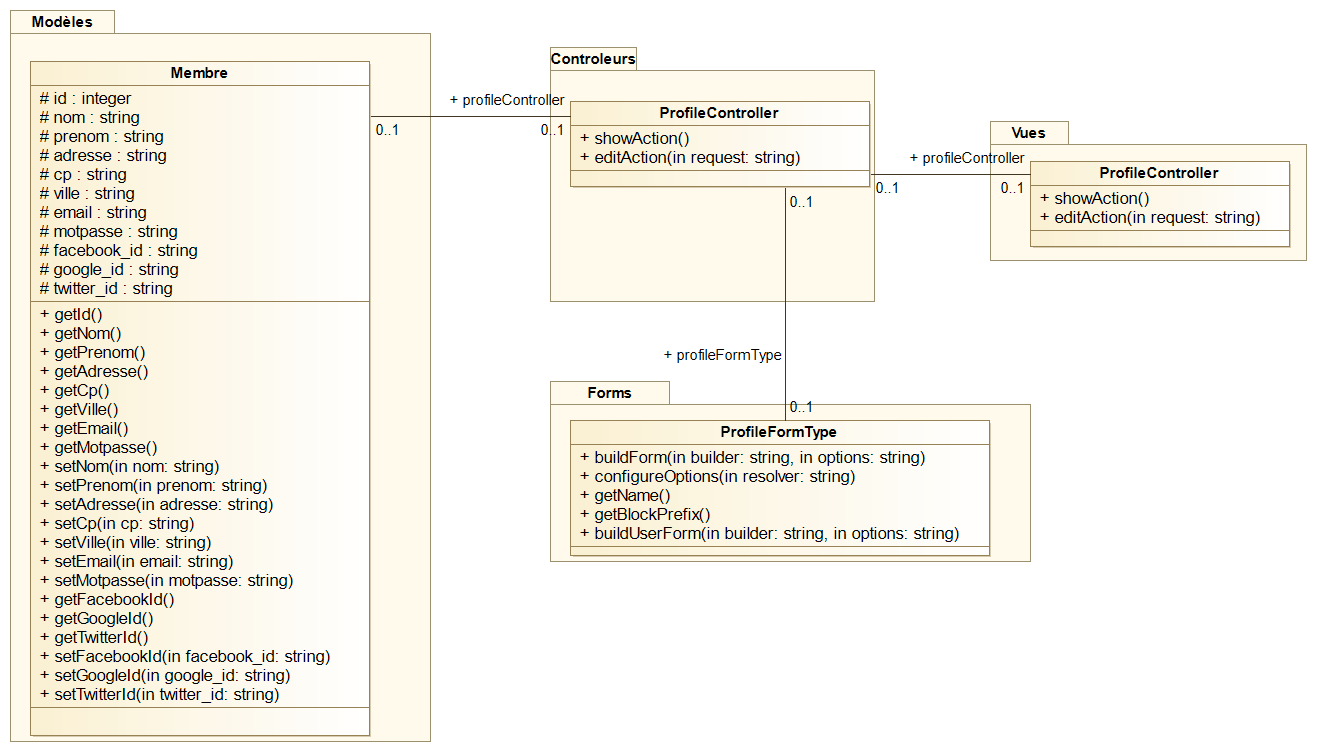 Modèles
Membre
# id : integer
# nom : string
# prenom : string
# adresse : string
# cp : string
# ville : string
# email : string
# motpasse : string
# facebook_id : string
# google_id : string
# twitter_id : string
+ getId()
+ getNom()
+ getPrenom()
+ getAdresse()
+ getCp()
+ getVille()
+ getEmail()
+ getMotpasse()
+ setNom(in nom: string)
+ setPrenom(in prenom: string)
+ setAdresse(in adresse: string)
+ setCp(in cp: string)
+ setVille(in ville: string)
+ setEmail(in email: string)
+ setMotpasse(in motpasse: string)
+ getFacebookId()
+ getGoogleId()
+ getTwitterId()
+ setFacebookId(in facebook_id: string)
+ setGoogleId(in google_id: string)
+ setTwitterId(in twitter_id: string)
+ profileController
0..1
0..1
Controleurs
ProfileController
+ showAction()
+ editAction(in request: string)
0..1
+ profileController
0..1
0..1
Vues
ProfileController
+ showAction()
+ editAction(in request: string)
+ profileFormType
0..1
Forms
ProfileFormType
+ buildForm(in builder: string, in options: string)
+ configureOptions(in resolver: string)
+ getName()
+ getBlockPrefix()
+ buildUserForm(in builder: string, in options: string)